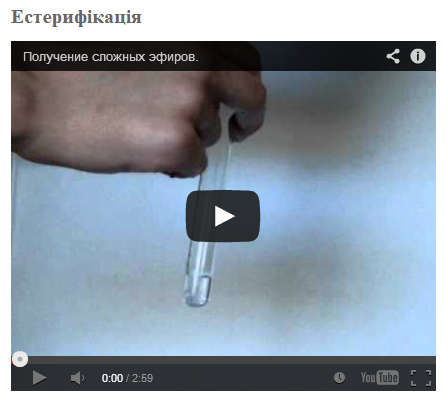 Естерифікація
Получение сложных эфиров.
0:00 / 2:59
YouTube